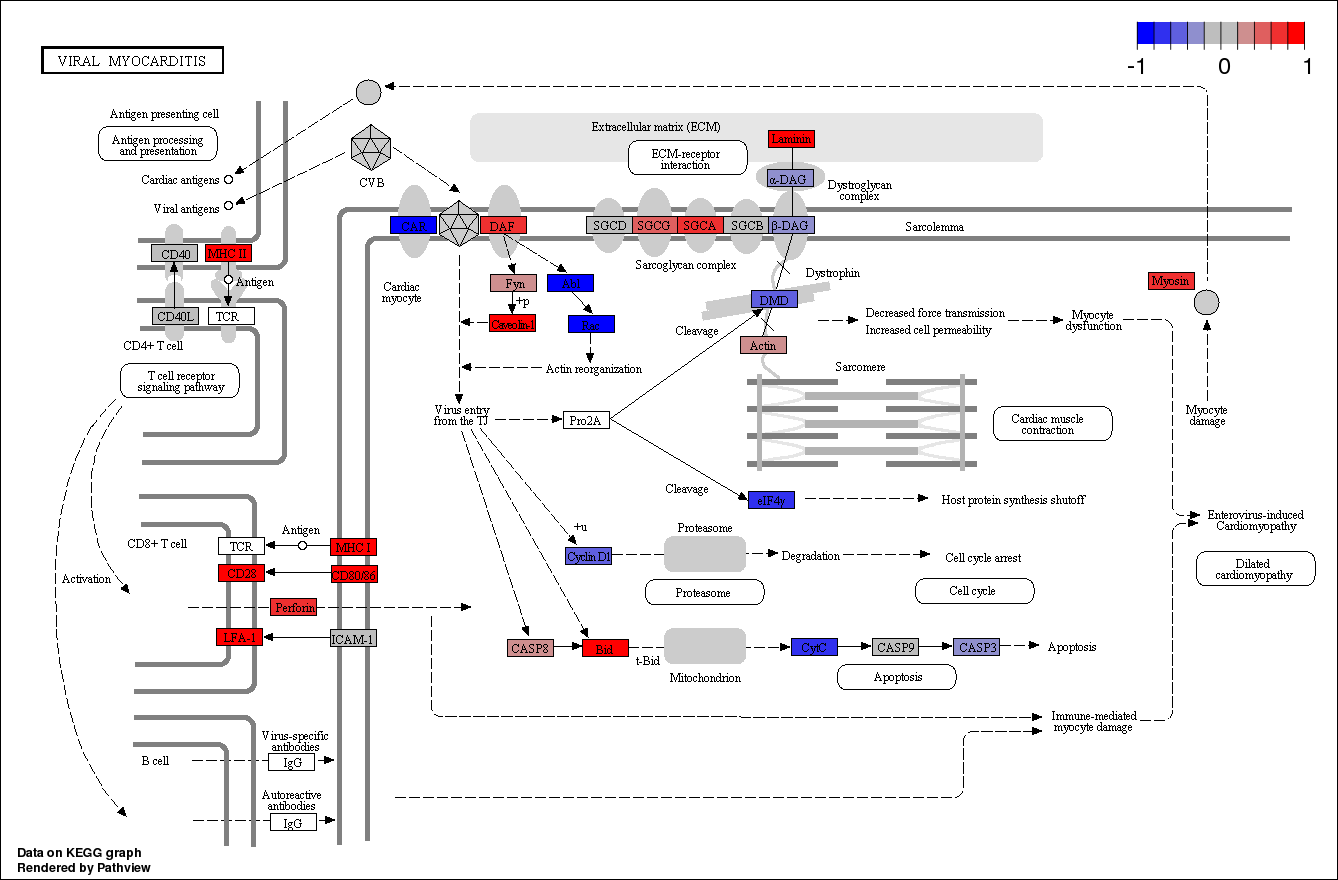 VIRAL MYOCARDITIS
-1 0 1
Antigen presenting cell
Antigen processing
and presentation
Cardiac antigens
Viral antigens
CVB
Extracellular matrix (ECM)
ECM-receptor
interaction
Laminin
α-DAG
Dystroglycan
complex
CAR
DAF
SGCD
SGCG
SGCA
SGCB
β-DAG
Sarcolemma
Sarcoglycan complex
CD40
MHC II
Antigen
CD40L
TCR
CD4+ T cell
T cell receptor
signaling pathway
Cardiac
myocyte
Fyn
Abl
+p
Caveolin-1
Rac
Actin reorganization
Dystrophin
DMD
Cleavage
Actin
Decreased force transmission
Increased cell permeability
Myocyte
dysfunction
Myosin
Sarcomere
Myocyte
damage
Virus entry
from the TJ
Pro2A
Cardiac muscle
contraction
Cleavage
eIF4γ
Host protein synthesis shutoff
Enterovirus-induced
Cardiomyopathy
Dilated
cardiomyopathy
CD8+ T cell
TCR
Antigen
MHC I
CD28
CD80/86
Activation
Perforin
LFA-1
ICAM-1
+u
Cyclin D1
Proteasome
Proteasome
Degradation
Cell cycle arrest
Cell cycle
CASP8
Bid
t-Bid
Mitochondrion
CytC
CASP9
CASP3
Apoptosis
Apoptosis
Immune-mediated
myocyte damage
Virus-specific
antibodies
B cell
IgG
Autoreactive
antibodies
IgG
Data on KEGG graph
Rendered by Pathview